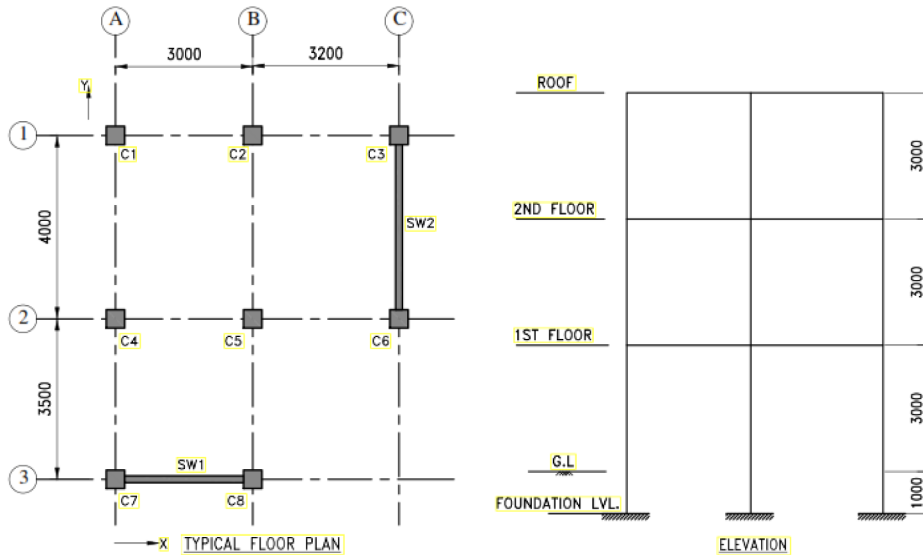 A
B
C
3000
3200
Y
1
C1
C2
C3
4000
SW2
2
C4
C5
C6
3500
3
SW1
C7
C8
X
TYPICAL FLOOR PLAN
ROOF
3000
2ND FLOOR
3000
1ST FLOOR
3000
G.L
1000
FOUNDATION LVL.
ELEVATION